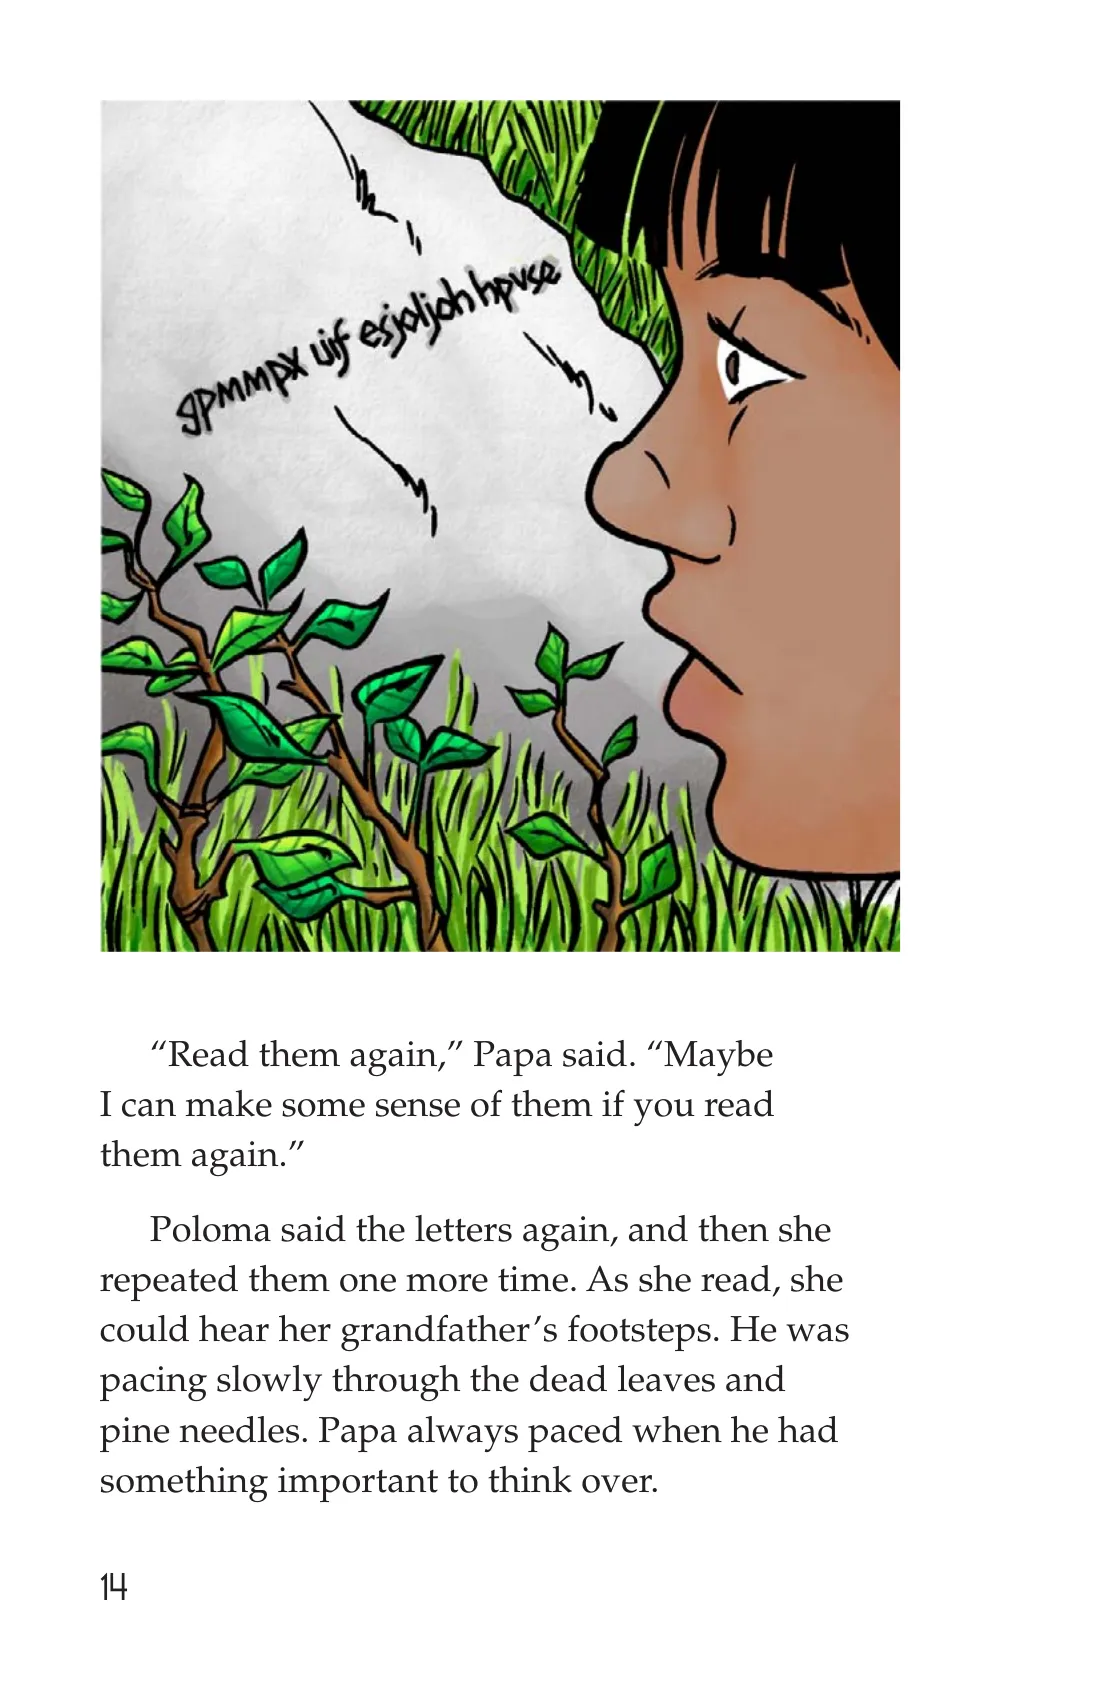 gpmmpx uif esjoljoh hpvse
“Read them again,” Papa said. “Maybe
I can make some sense of them if you read
them again.”
Poloma said the letters again, and then she
repeated them one more time. As she read, she
could hear her grandfather’s footsteps. He was
pacing slowly through the dead leaves and
pine needles. Papa always paced when he had
something important to think over.
14